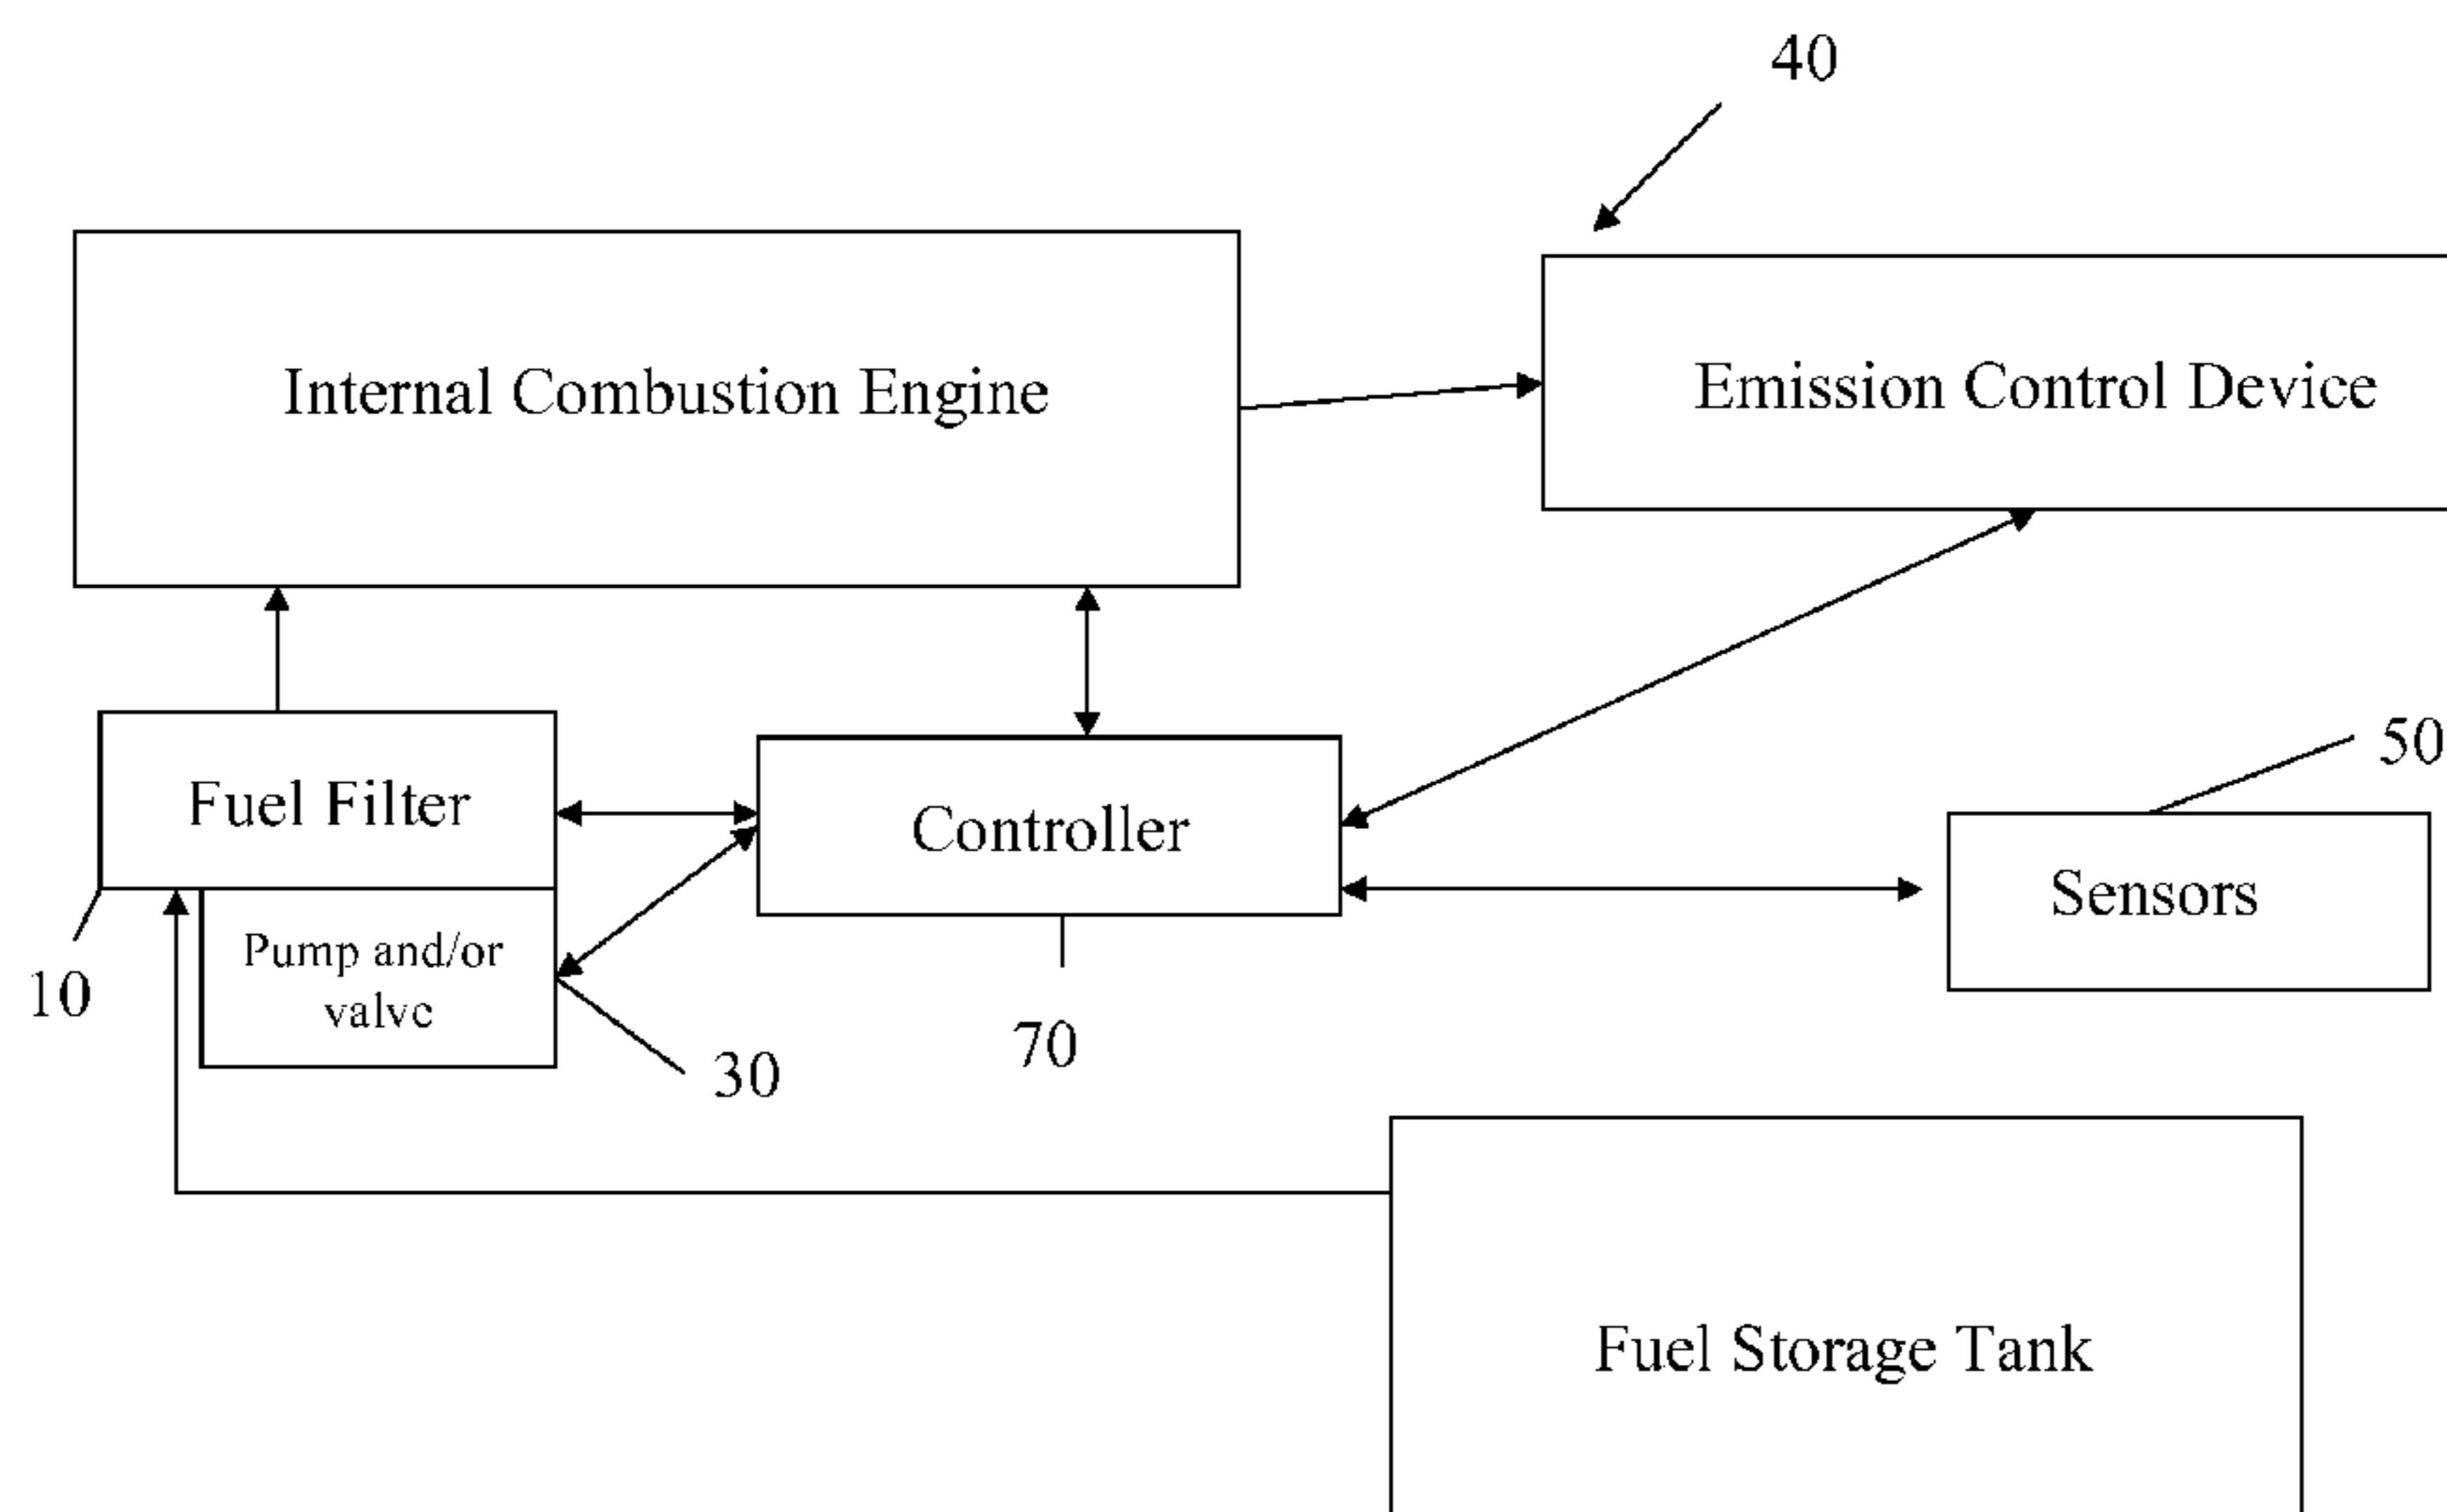 40
Internal Combustion Engine
Emission Control Device
50
Fuel Filter
Controller
Sensors
Pump and/or
valve
10
30
70
Fuel Storage Tank